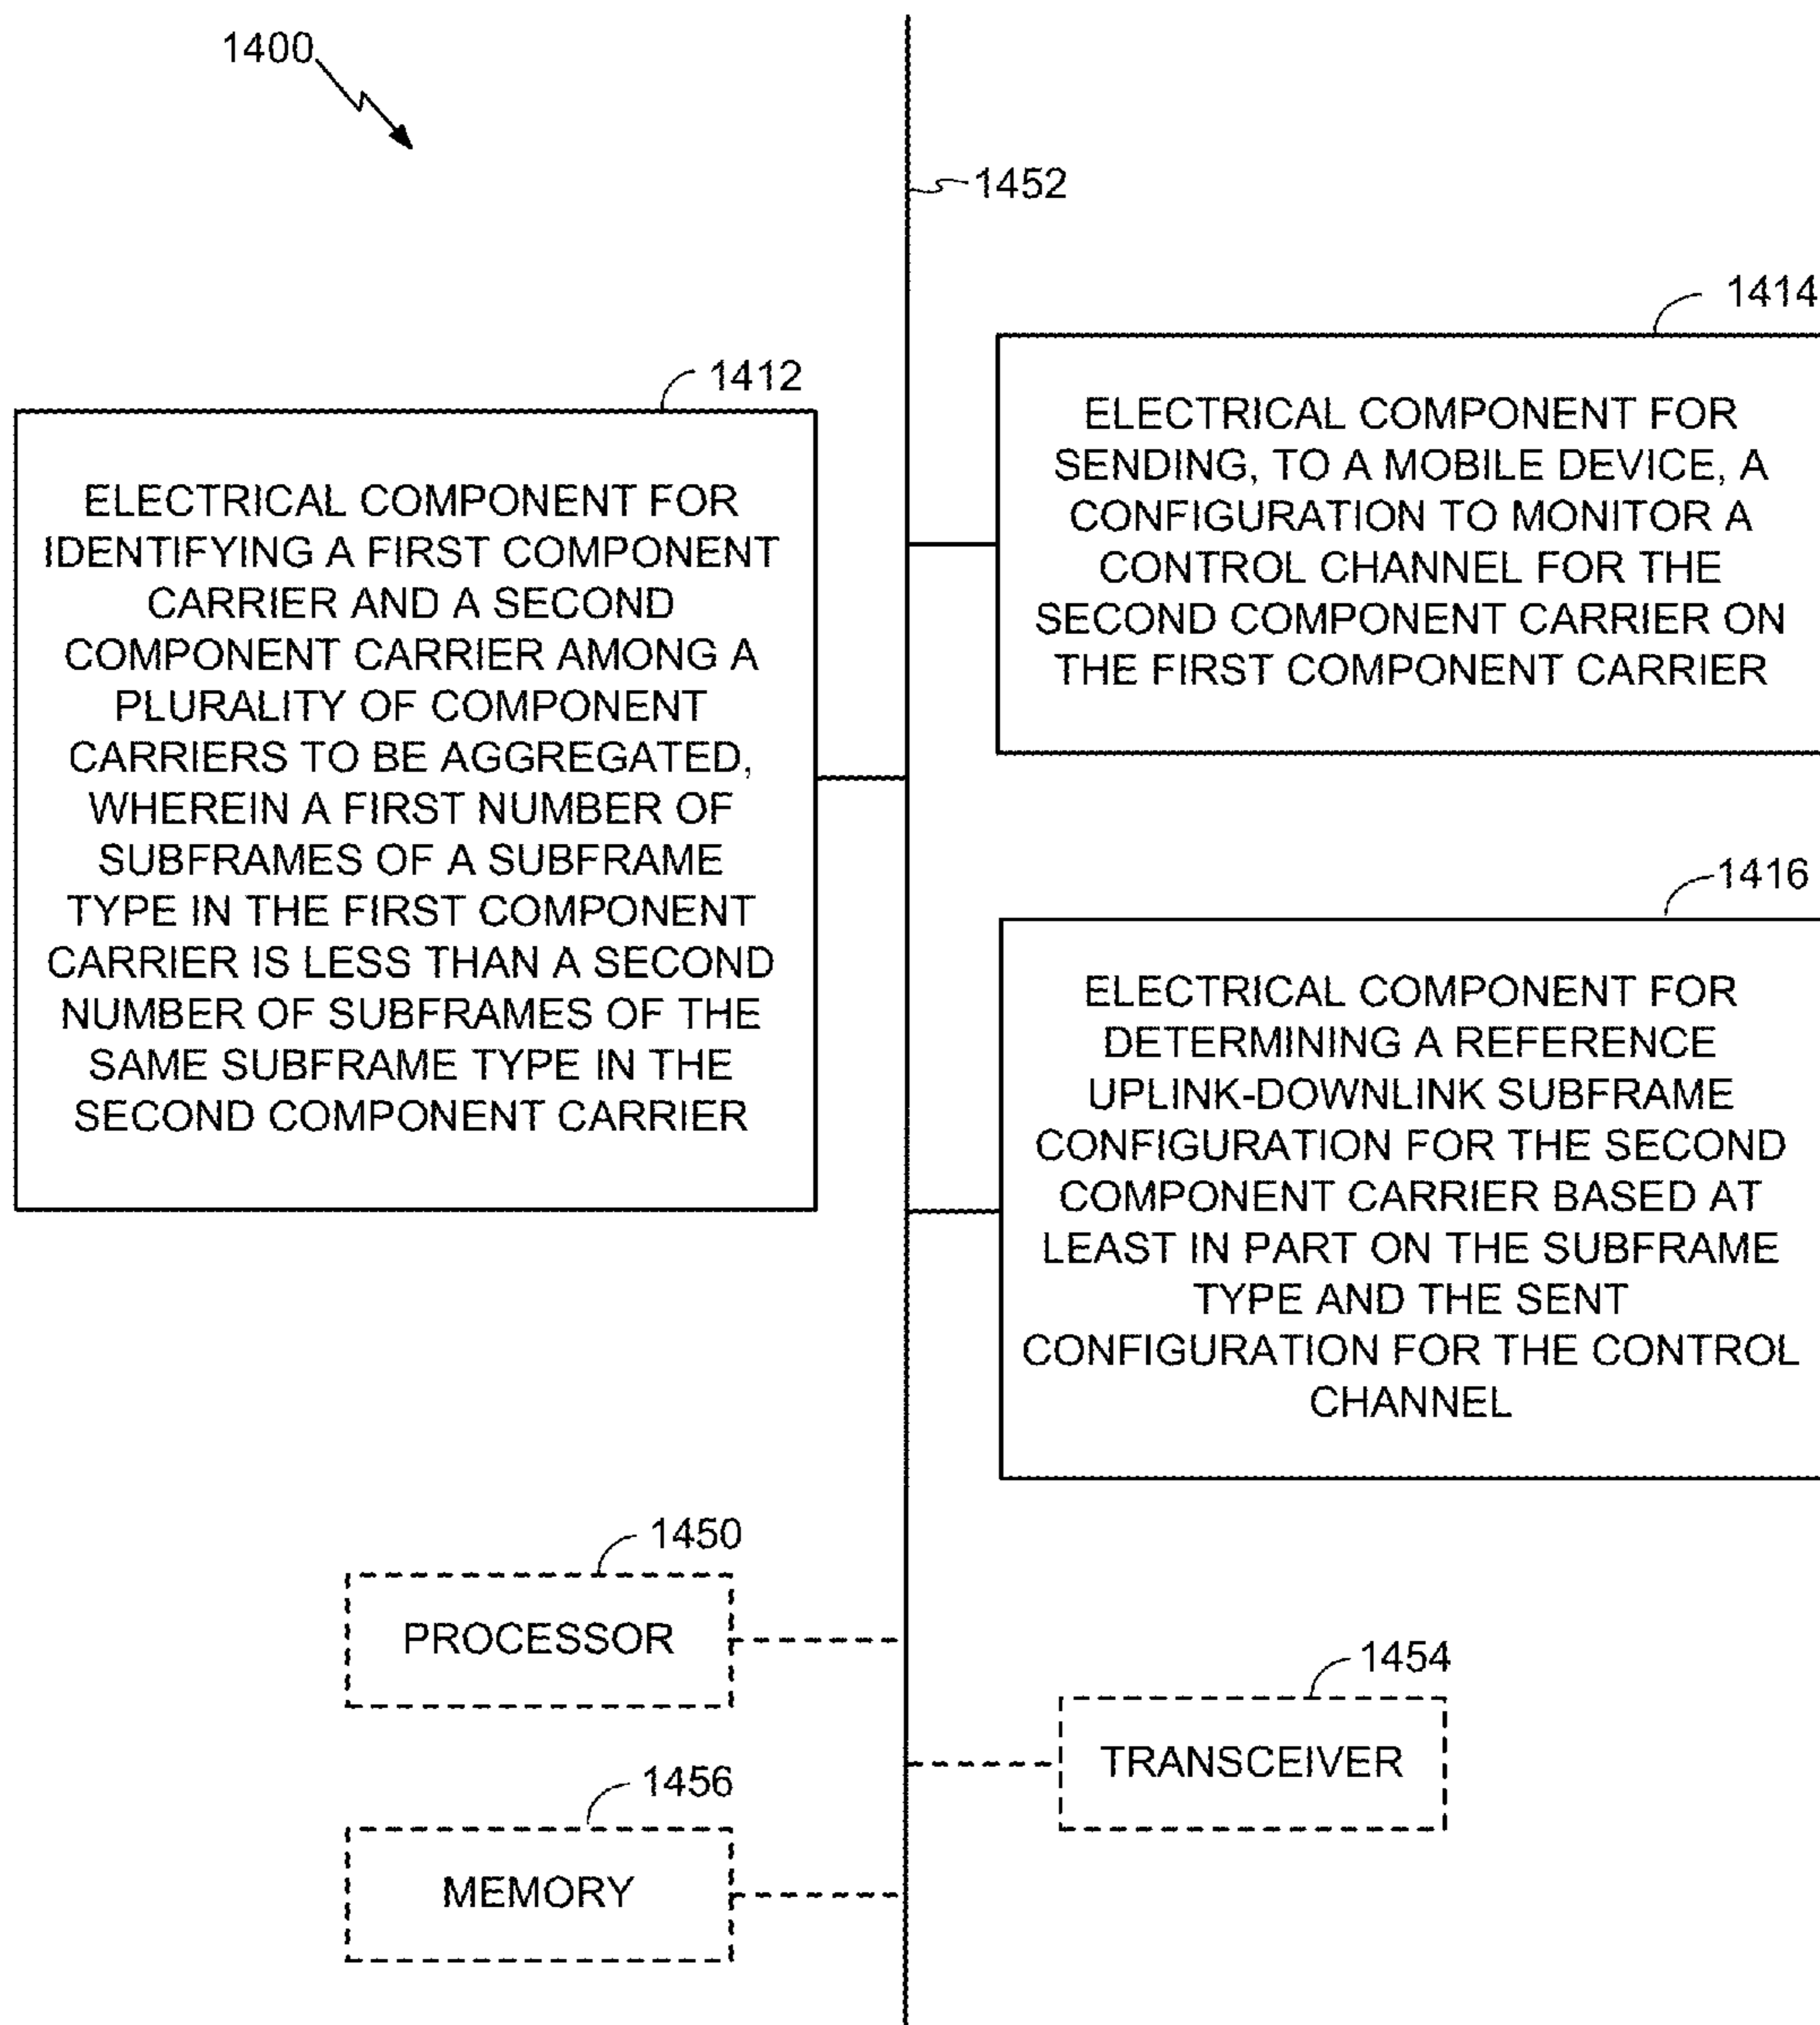 1400
1452
1414
1412
ELECTRICAL COMPONENT FOR
SENDING, TO A MOBILE DEVICE, A
CONFIGURATION TO MONITOR A
CONTROL CHANNEL FOR THE
SECOND COMPONENT CARRIER ON
THE FIRST COMPONENT CARRIER
ELECTRICAL COMPONENT FOR
IDENTIFYING A FIRST COMPONENT
CARRIER AND A SECOND
COMPONENT CARRIER AMONG A
PLURALITY OF COMPONENT
CARRIERS TO BE AGGREGATED,
WHEREIN A FIRST NUMBER OF
SUBFRAMES OF A SUBFRAME
TYPE IN THE FIRST COMPONENT
CARRIER IS LESS THAN A SECOND
NUMBER OF SUBFRAMES OF THE
SAME SUBFRAME TYPE IN THE
SECOND COMPONENT CARRIER
1416
ELECTRICAL COMPONENT FOR
DETERMINING A REFERENCE
UPLINK-DOWNLINK SUBFRAME
CONFIGURATION FOR THE SECOND
COMPONENT CARRIER BASED AT
LEAST IN PART ON THE SUBFRAME
TYPE AND THE SENT
CONFIGURATION FOR THE CONTROL
CHANNEL
1450
PROCESSOR
1454
TRANSCEIVER
1456
MEMORY